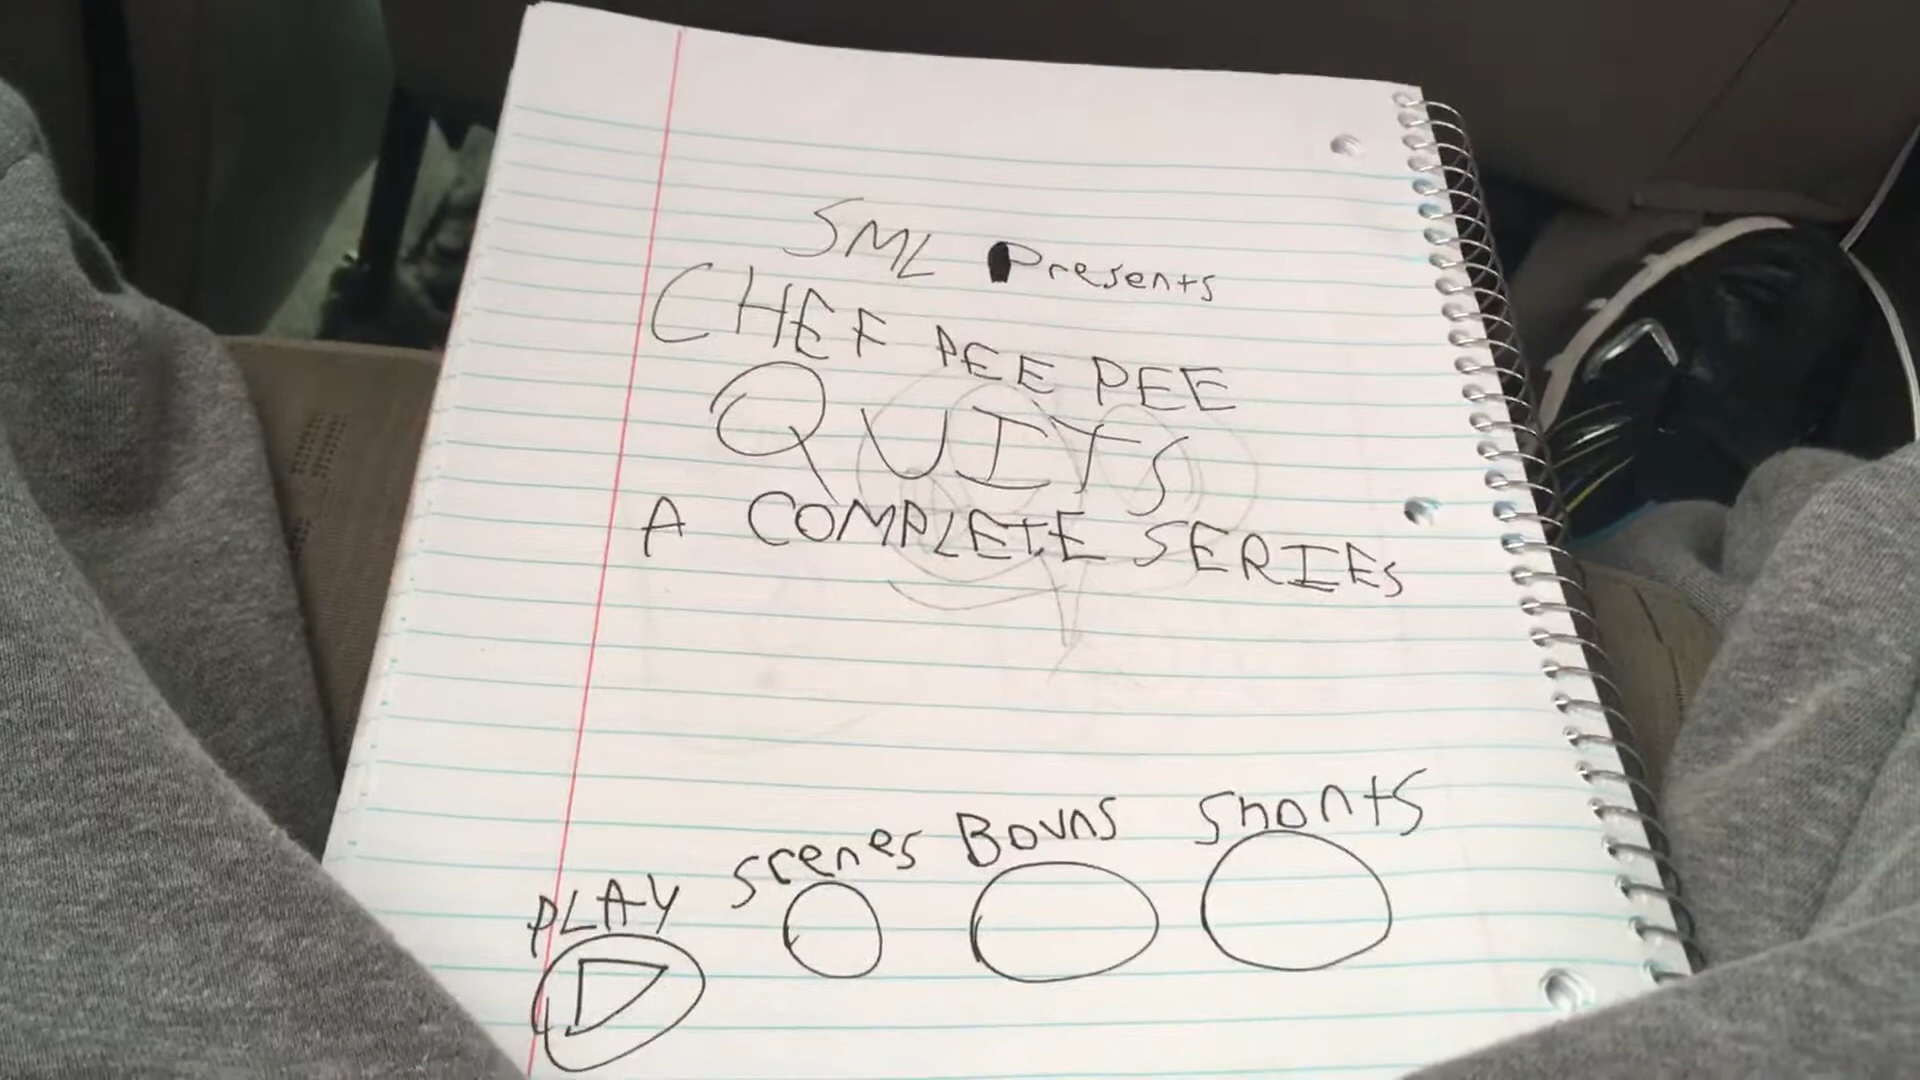 SML Presents
CHEF PEE PEE
QUITS
A COMPLETE SERIES
PLAY scenes Bouns Shonts